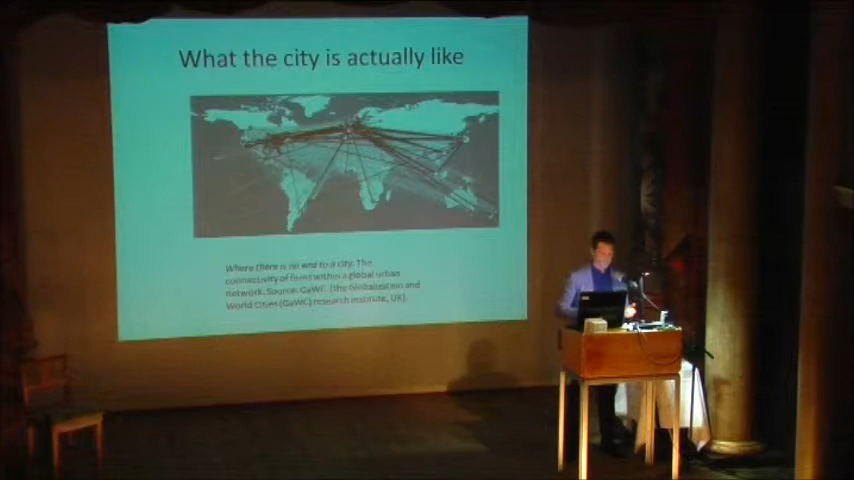 What the city is actually like
Where there is no end to a city. The
connectivity of firms within a global urban
network. Source: GaWC (the Globalization and
World Cities (GaWC) research institute, UK).